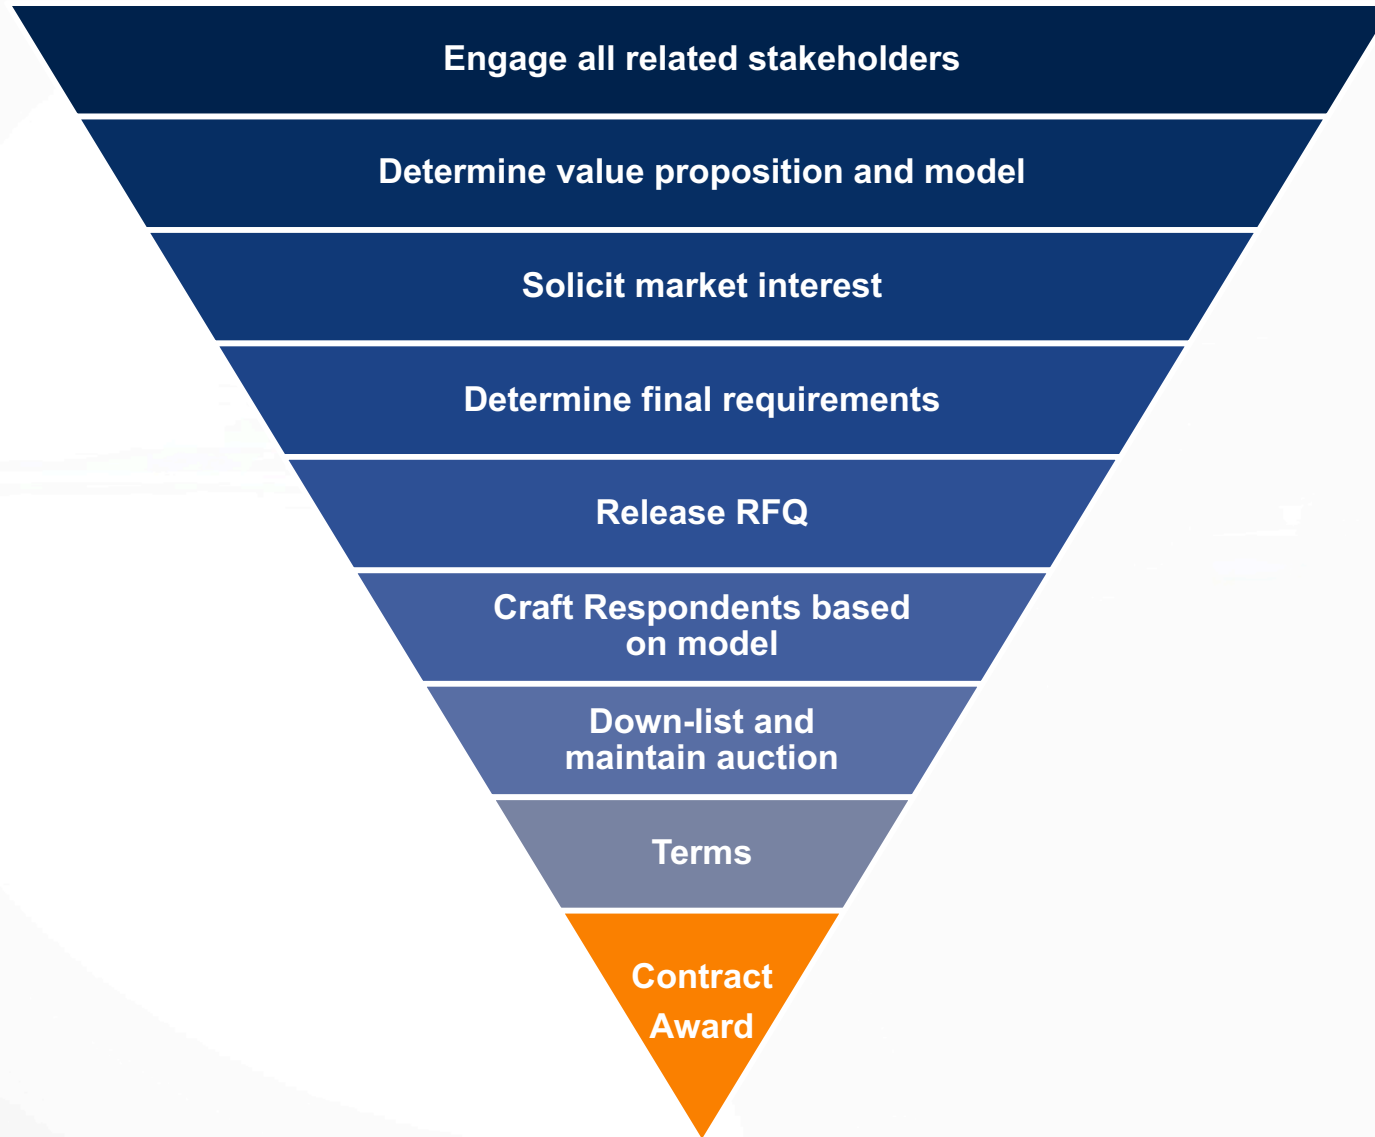 Engage all related stakeholders
Determine value proposition and model
Solicit market interest
Determine final requirements
Release RFQ
Craft Respondents based
on model
Down-list and
maintain auction
Terms
Contract
Award